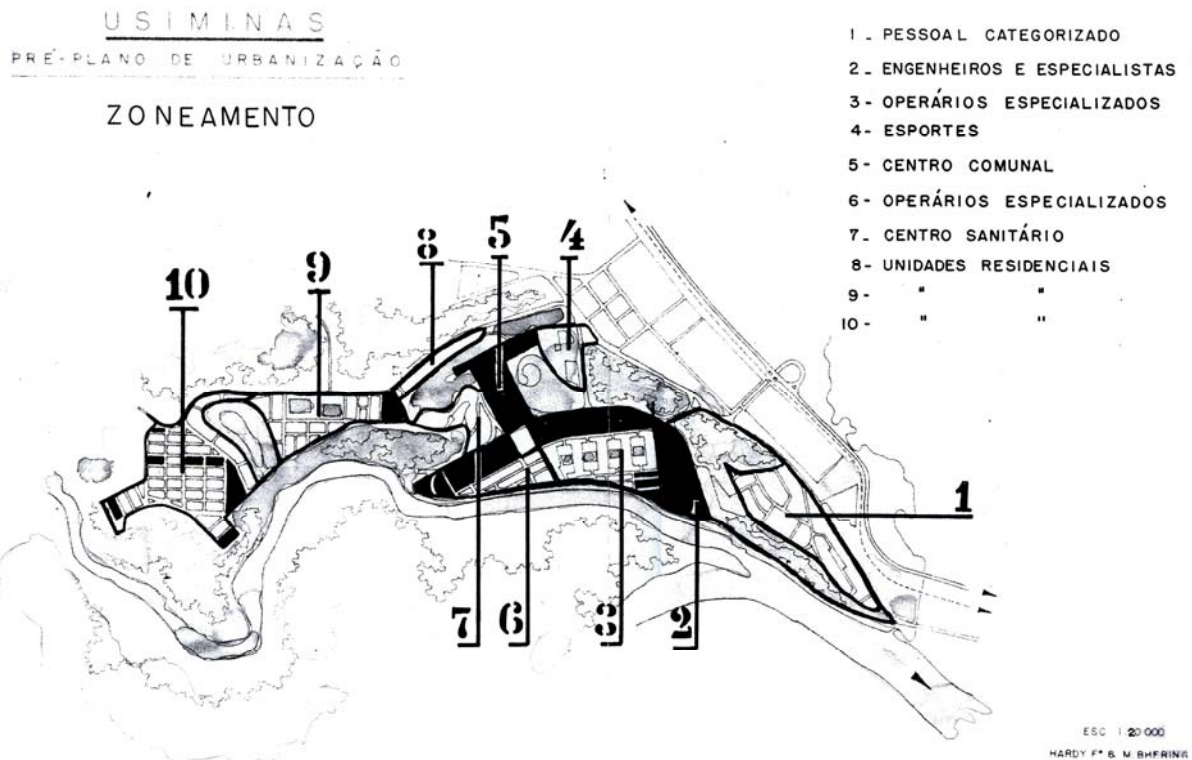 USIMINAS
PRÉ-PLANO DE URBANIZAÇÃO
ZONEAMENTO
1 - PESSOAL CATEGORIZADO
2 - ENGENHEIROS E ESPECIALISTAS
3 - OPERÁRIOS ESPECIALIZADOS
4 - ESPORTES
5 - CENTRO COMUNAL
6 - OPERÁRIOS ESPECIALIZADOS
7 - CENTRO SANITÁRIO
8 - UNIDADES RESIDENCIAIS
9 - " "
10 - " "
8
5
4
9
10
1
7
6
3
2
ESC 1:20 000
HARDY Fº & M. BHERING